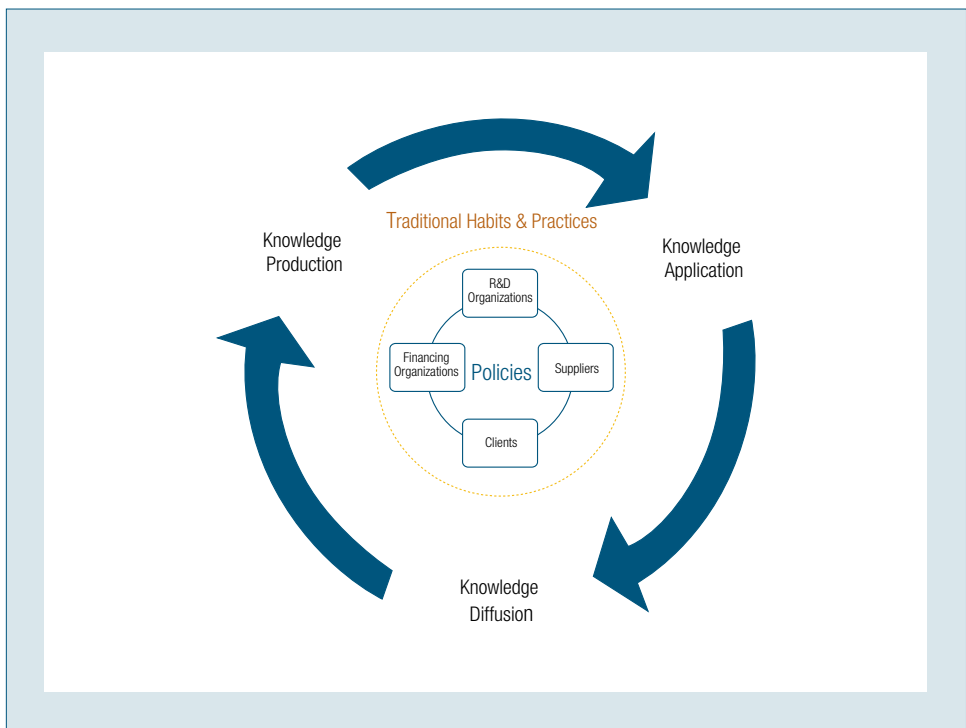 Traditional Habits & Practices
Knowledge
Production
Knowledge
Application
R&D
Organizations
Financing
Organizations
Policies
Suppliers
Clients
Knowledge
Diffusion